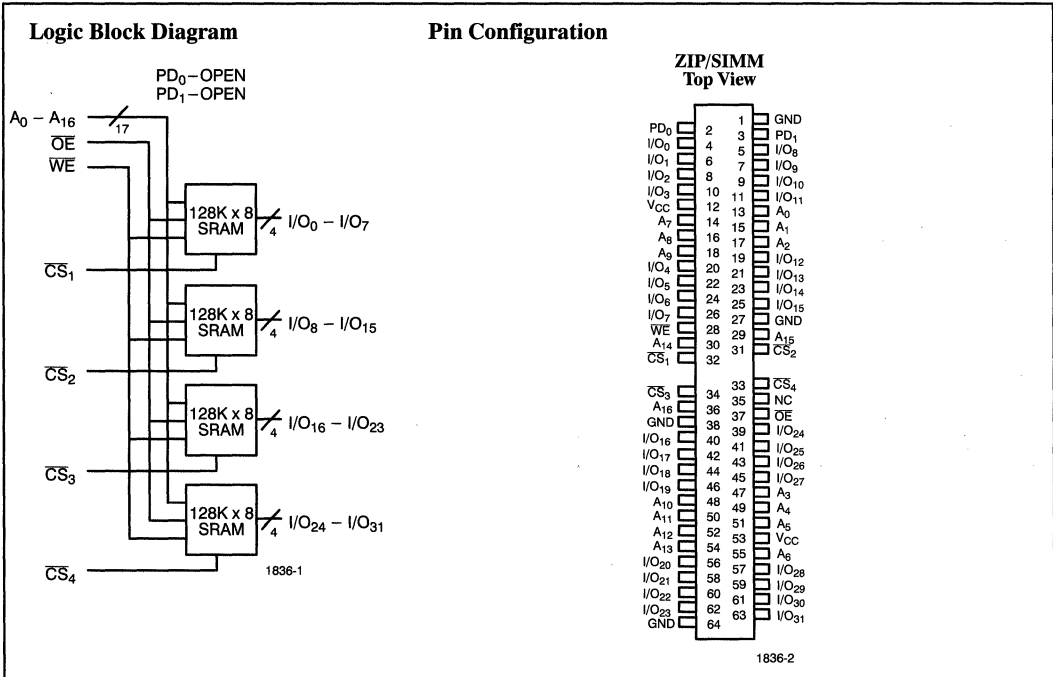 Logic Block Diagram
PD0–OPEN
PD1–OPEN
A0 – A16
17
OE
WE
128K x 8
SRAM
4
I/O0 – I/O7
CS1
128K x 8
SRAM
4
I/O8 – I/O15
CS2
128K x 8
SRAM
4
I/O16 – I/O23
CS3
128K x 8
SRAM
4
I/O24 – I/O31
CS4
1836-1
Pin Configuration
ZIP/SIMM
Top View
1 GND
PD0 2
3 PD1
I/O0 4
5 I/O8
I/O1 6
7 I/O9
I/O2 8
9 I/O10
I/O3 10
11 I/O11
VCC 12
13 A0
A7 14
15 A1
A8 16
17 A2
A9 18
19 I/O12
I/O4 20
21 I/O13
I/O5 22
23 I/O14
I/O6 24
25 I/O15
I/O7 26
27 GND
WE 28
29 A15
A14 30
31 CS2
CS1 32
33 CS4
CS3 34
35 NC
A16 36
37 OE
GND 38
39 I/O24
I/O16 40
41 I/O25
I/O17 42
43 I/O26
I/O18 44
45 I/O27
I/O19 46
47 A3
A10 48
49 A4
A11 50
51 A5
A12 52
53 VCC
A13 54
55 A6
I/O20 56
57 I/O28
I/O21 58
59 I/O29
I/O22 60
61 I/O30
I/O23 62
63 I/O31
GND 64
1836-2